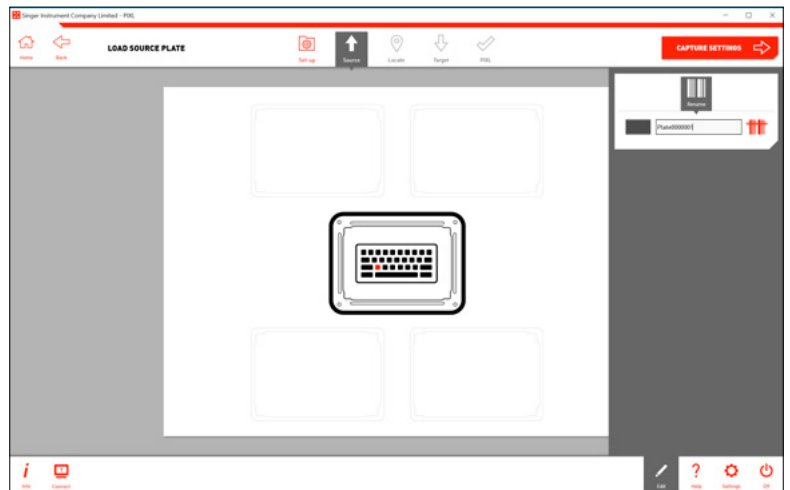 Singer Instrument Company Limited - PIXL
Home
Back
LOAD SOURCE PLATE
Set-up
Source
Locate
Target
PIXL
CAPTURE SETTINGS
Rename
Plate0000001
Info
Connect
Edit
Help
Settings
Off